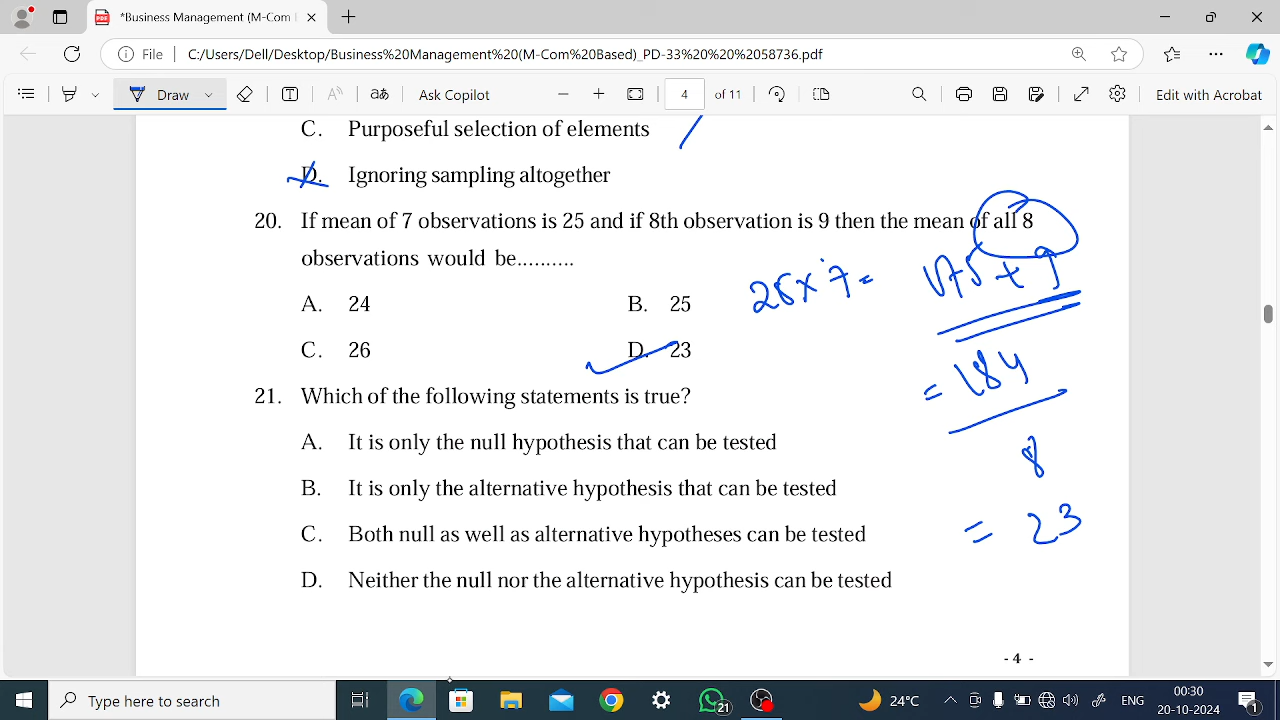 *Business Management (M-Com
File C:/Users/Dell/Desktop/Business%20Management%20(M-Com%20Based)_PD-33%20%20%2058736.pdf
Draw Ask Copilot 4 of 11 Edit with Acrobat
C. Purposeful selection of elements
D. Ignoring sampling altogether
20. If mean of 7 observations is 25 and if 8th observation is 9 then the mean of all 8
observations would be..........
25 × 7 = 175 + 9
A. 24 B. 25
C. 26 D. 23
= 184
8
= 23
21. Which of the following statements is true?
A. It is only the null hypothesis that can be tested
B. It is only the alternative hypothesis that can be tested
C. Both null as well as alternative hypotheses can be tested
D. Neither the null nor the alternative hypothesis can be tested
- 4 -
Type here to search 21 24°C ENG 00:30
20-10-2024 1